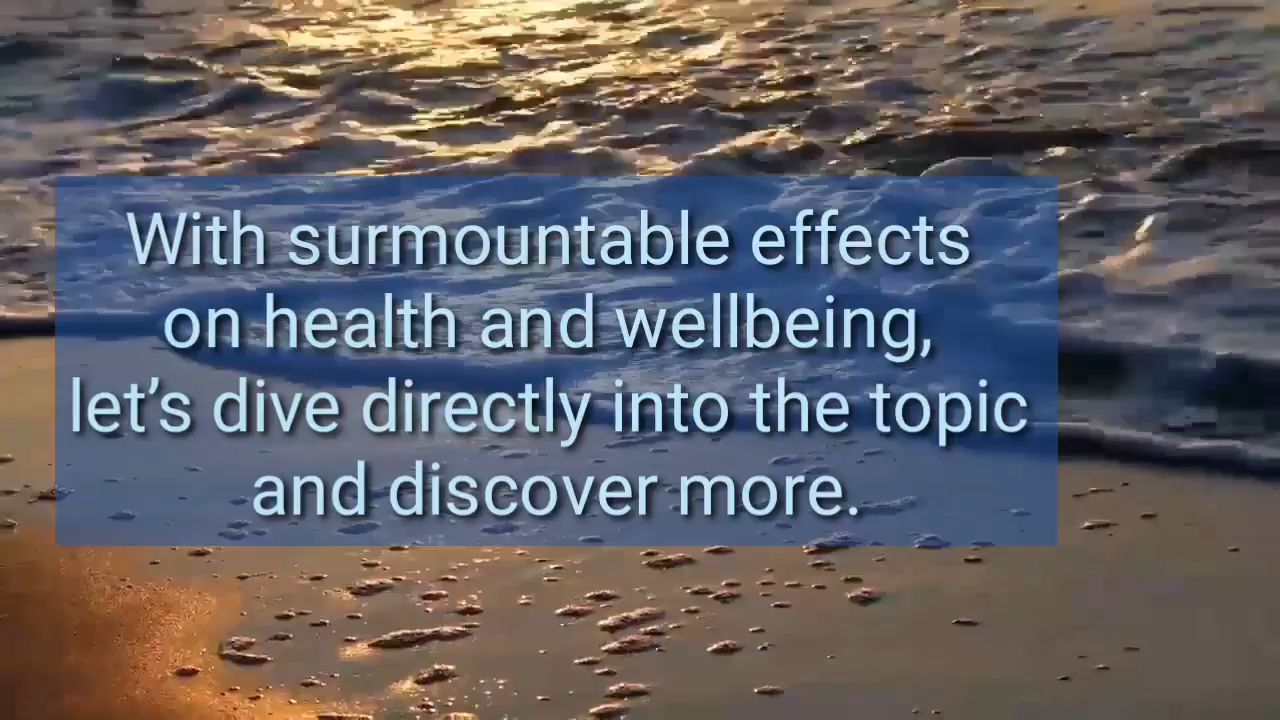 With surmountable effects
on health and wellbeing,
let’s dive directly into the topic
and discover more.